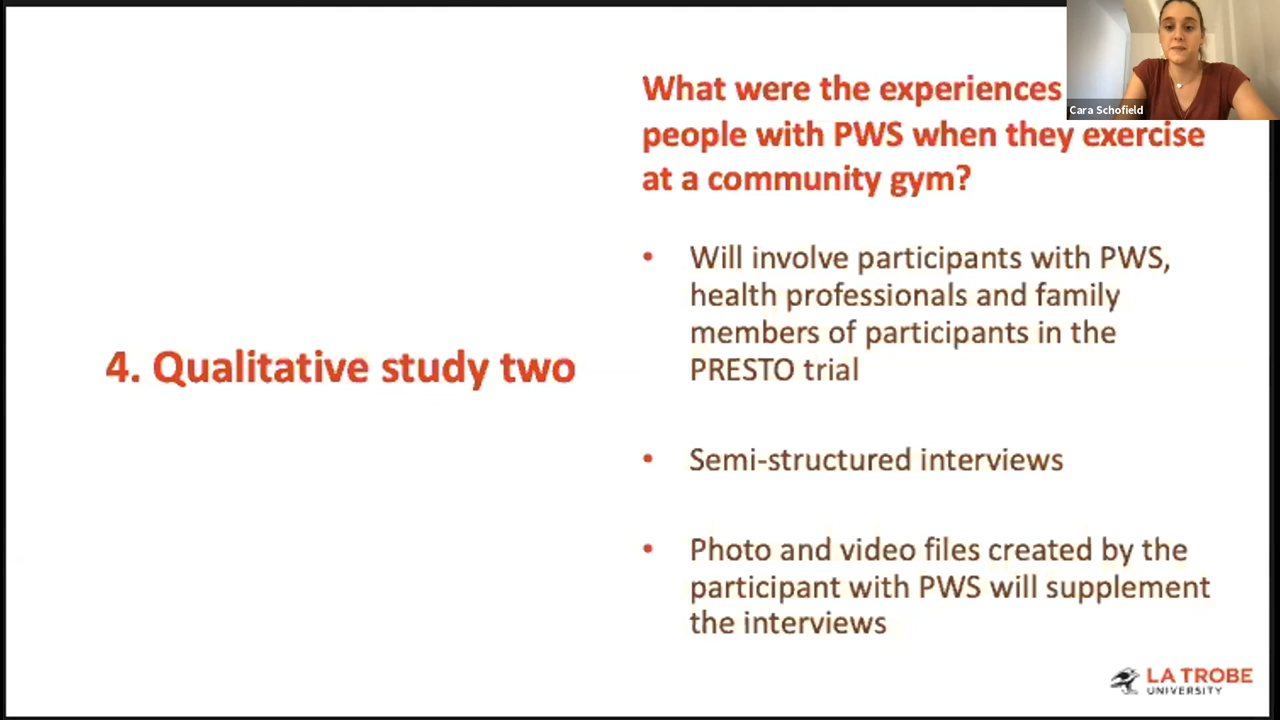 What were the experiences
people with PWS when they exercise
at a community gym?
Cara Schofield
4. Qualitative study two
• Will involve participants with PWS,
health professionals and family
members of participants in the
PRESTO trial
• Semi-structured interviews
• Photo and video files created by the
participant with PWS will supplement
the interviews
LA TROBE
UNIVERSITY